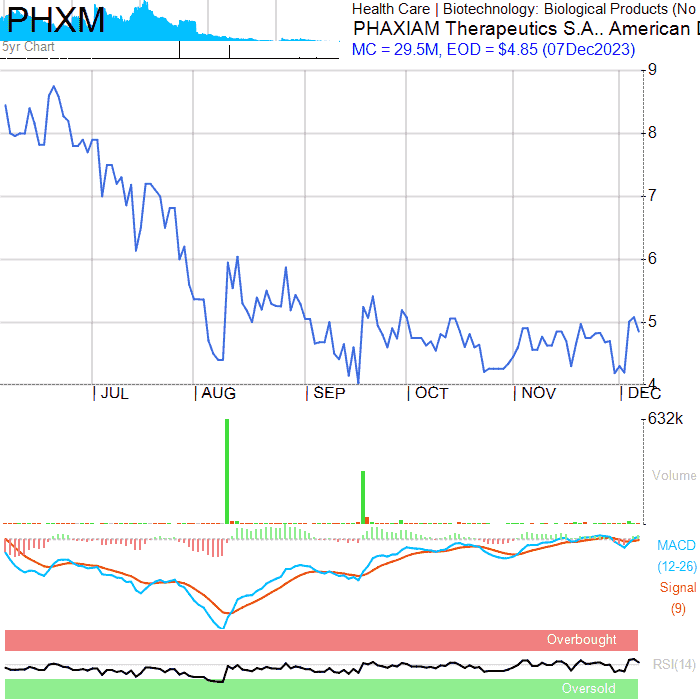 PHXM
5yr Chart
Health Care | Biotechnology: Biological Products (No
PHAXIAM Therapeutics S.A.. American
MC = 29.5M, EOD = $4.85 (07Dec2023)
9
8
7
6
5
4
JUL AUG SEP OCT NOV DEC
632k
Volume
MACD
(12-26)
Signal
(9)
Overbought
RSI(14)
Oversold